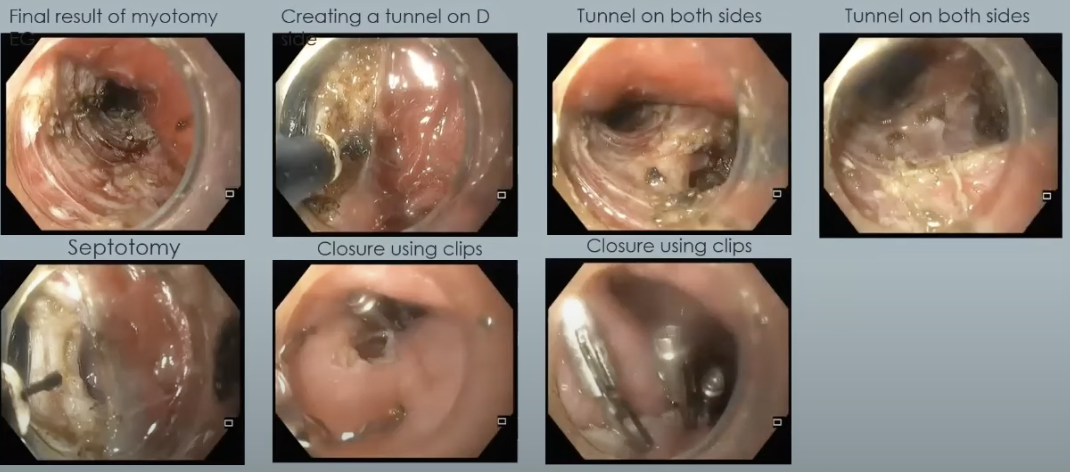 Final result of myotomy
EG
Creating a tunnel on D
side
Tunnel on both sides
Tunnel on both sides
Septotomy
Closure using clips
Closure using clips